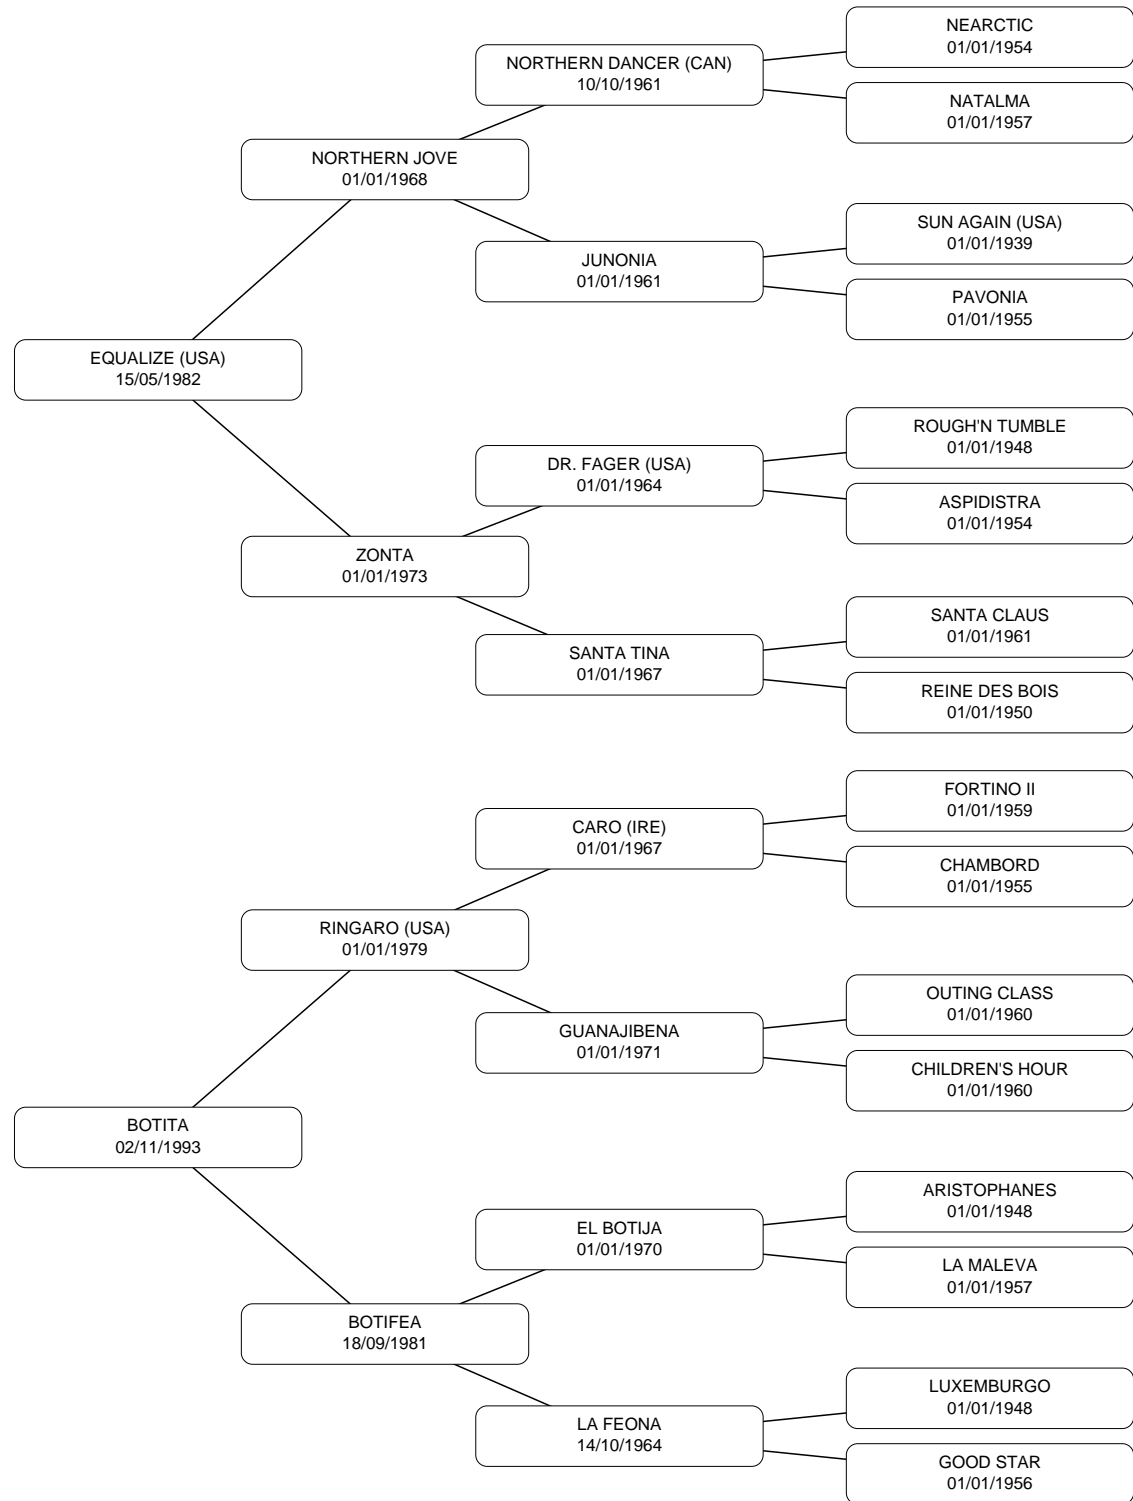 NEARCTIC
01/01/1954
NORTHERN DANCER (CAN)
10/10/1961
NATALMA
01/01/1957
NORTHERN JOVE
01/01/1968
SUN AGAIN (USA)
01/01/1939
JUNONIA
01/01/1961
PAVONIA
01/01/1955
EQUALIZE (USA)
15/05/1982
ROUGH'N TUMBLE
01/01/1948
DR. FAGER (USA)
01/01/1964
ASPIDISTRA
01/01/1954
ZONTA
01/01/1973
SANTA CLAUS
01/01/1961
SANTA TINA
01/01/1967
REINE DES BOIS
01/01/1950
FORTINO II
01/01/1959
CARO (IRE)
01/01/1967
CHAMBORD
01/01/1955
RINGARO (USA)
01/01/1979
OUTING CLASS
01/01/1960
GUANAJIBENA
01/01/1971
CHILDREN'S HOUR
01/01/1960
BOTITA
02/11/1993
ARISTOPHANES
01/01/1948
EL BOTIJA
01/01/1970
LA MALEVA
01/01/1957
BOTIFEA
18/09/1981
LUXEMBURGO
01/01/1948
LA FEONA
14/10/1964
GOOD STAR
01/01/1956